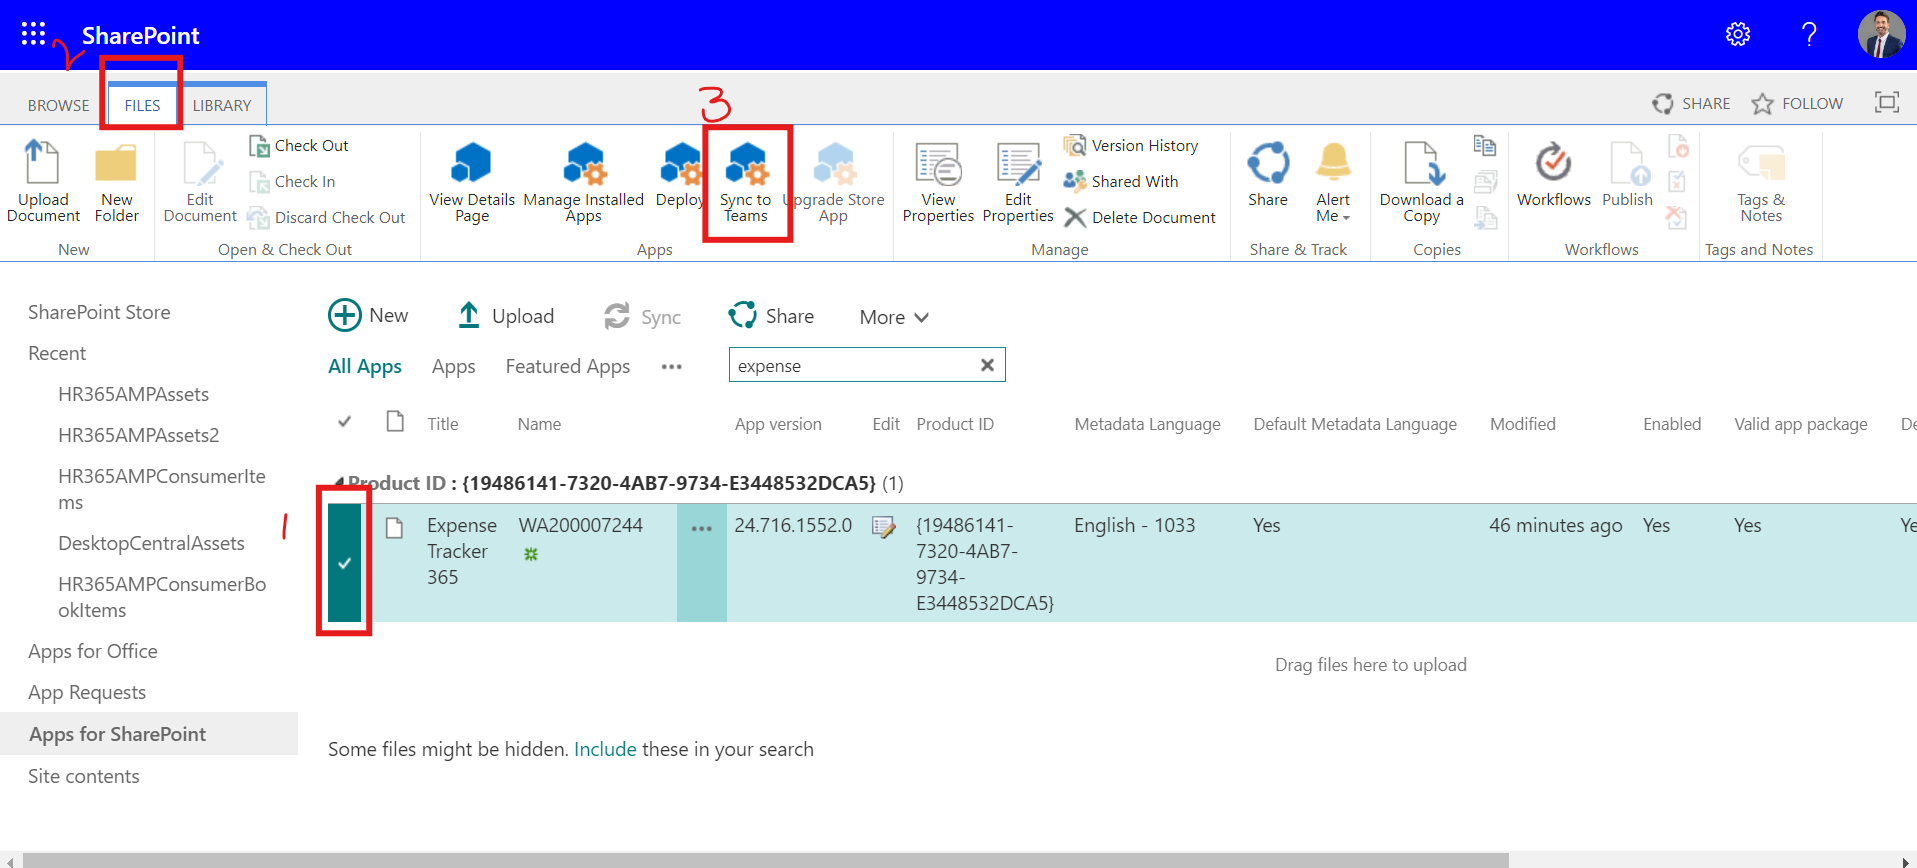 SharePoint
2
BROWSE FILES LIBRARY
SHARE FOLLOW
3
Upload Document
New Folder
New
Edit Document
Check Out
Check In
Discard Check Out
Open & Check Out
View Details Page
Manage Installed Apps
Deploy
Sync to Teams
Upgrade Store App
Apps
View Properties
Edit Properties
Version History
Shared With
Delete Document
Manage
Share
Alert Me
Share & Track
Download a Copy
Copies
Workflows
Publish
Workflows
Tags & Notes
Tags and Notes
SharePoint Store
Recent
HR365AMPAssets
HR365AMPAssets2
HR365AMPConsumerIte
ms
DesktopCentralAssets
HR365AMPConsumerBo
okItems
Apps for Office
App Requests
Apps for SharePoint
Site contents
New Upload Sync Share More
All Apps Apps Featured Apps ... expense
Title Name App version Edit Product ID Metadata Language Default Metadata Language Modified Enabled Valid app package De
Product ID : {19486141-7320-4AB7-9734-E3448532DCA5} (1)
1
Expense Tracker 365
WA200007244
...
24.716.1552.0
{19486141-7320-4AB7-9734-E3448532DCA5}
English - 1033
Yes
46 minutes ago
Yes
Yes
Ye
Drag files here to upload
Some files might be hidden. Include these in your search